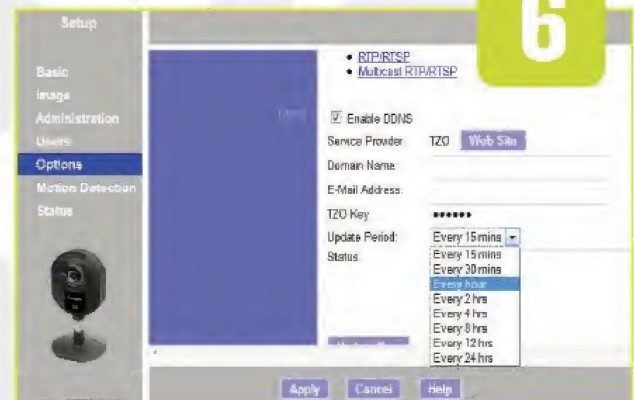 6
Setup
Basic
Image
Administration
Users
Options
Motion Detection
Status
• RTP/RTSP
• Multicast RTP/RTSP
Enable DDNS
Service Provider TZO Web Site
Domain Name:
E-Mail Address:
TZO Key ••••••
Update Period: Every 15 mins
Status:
Every 15 mins
Every 30 mins
Every hour
Every 2 hrs
Every 4 hrs
Every 8 hrs
Every 12 hrs
Every 24 hrs
Apply Cancel Help